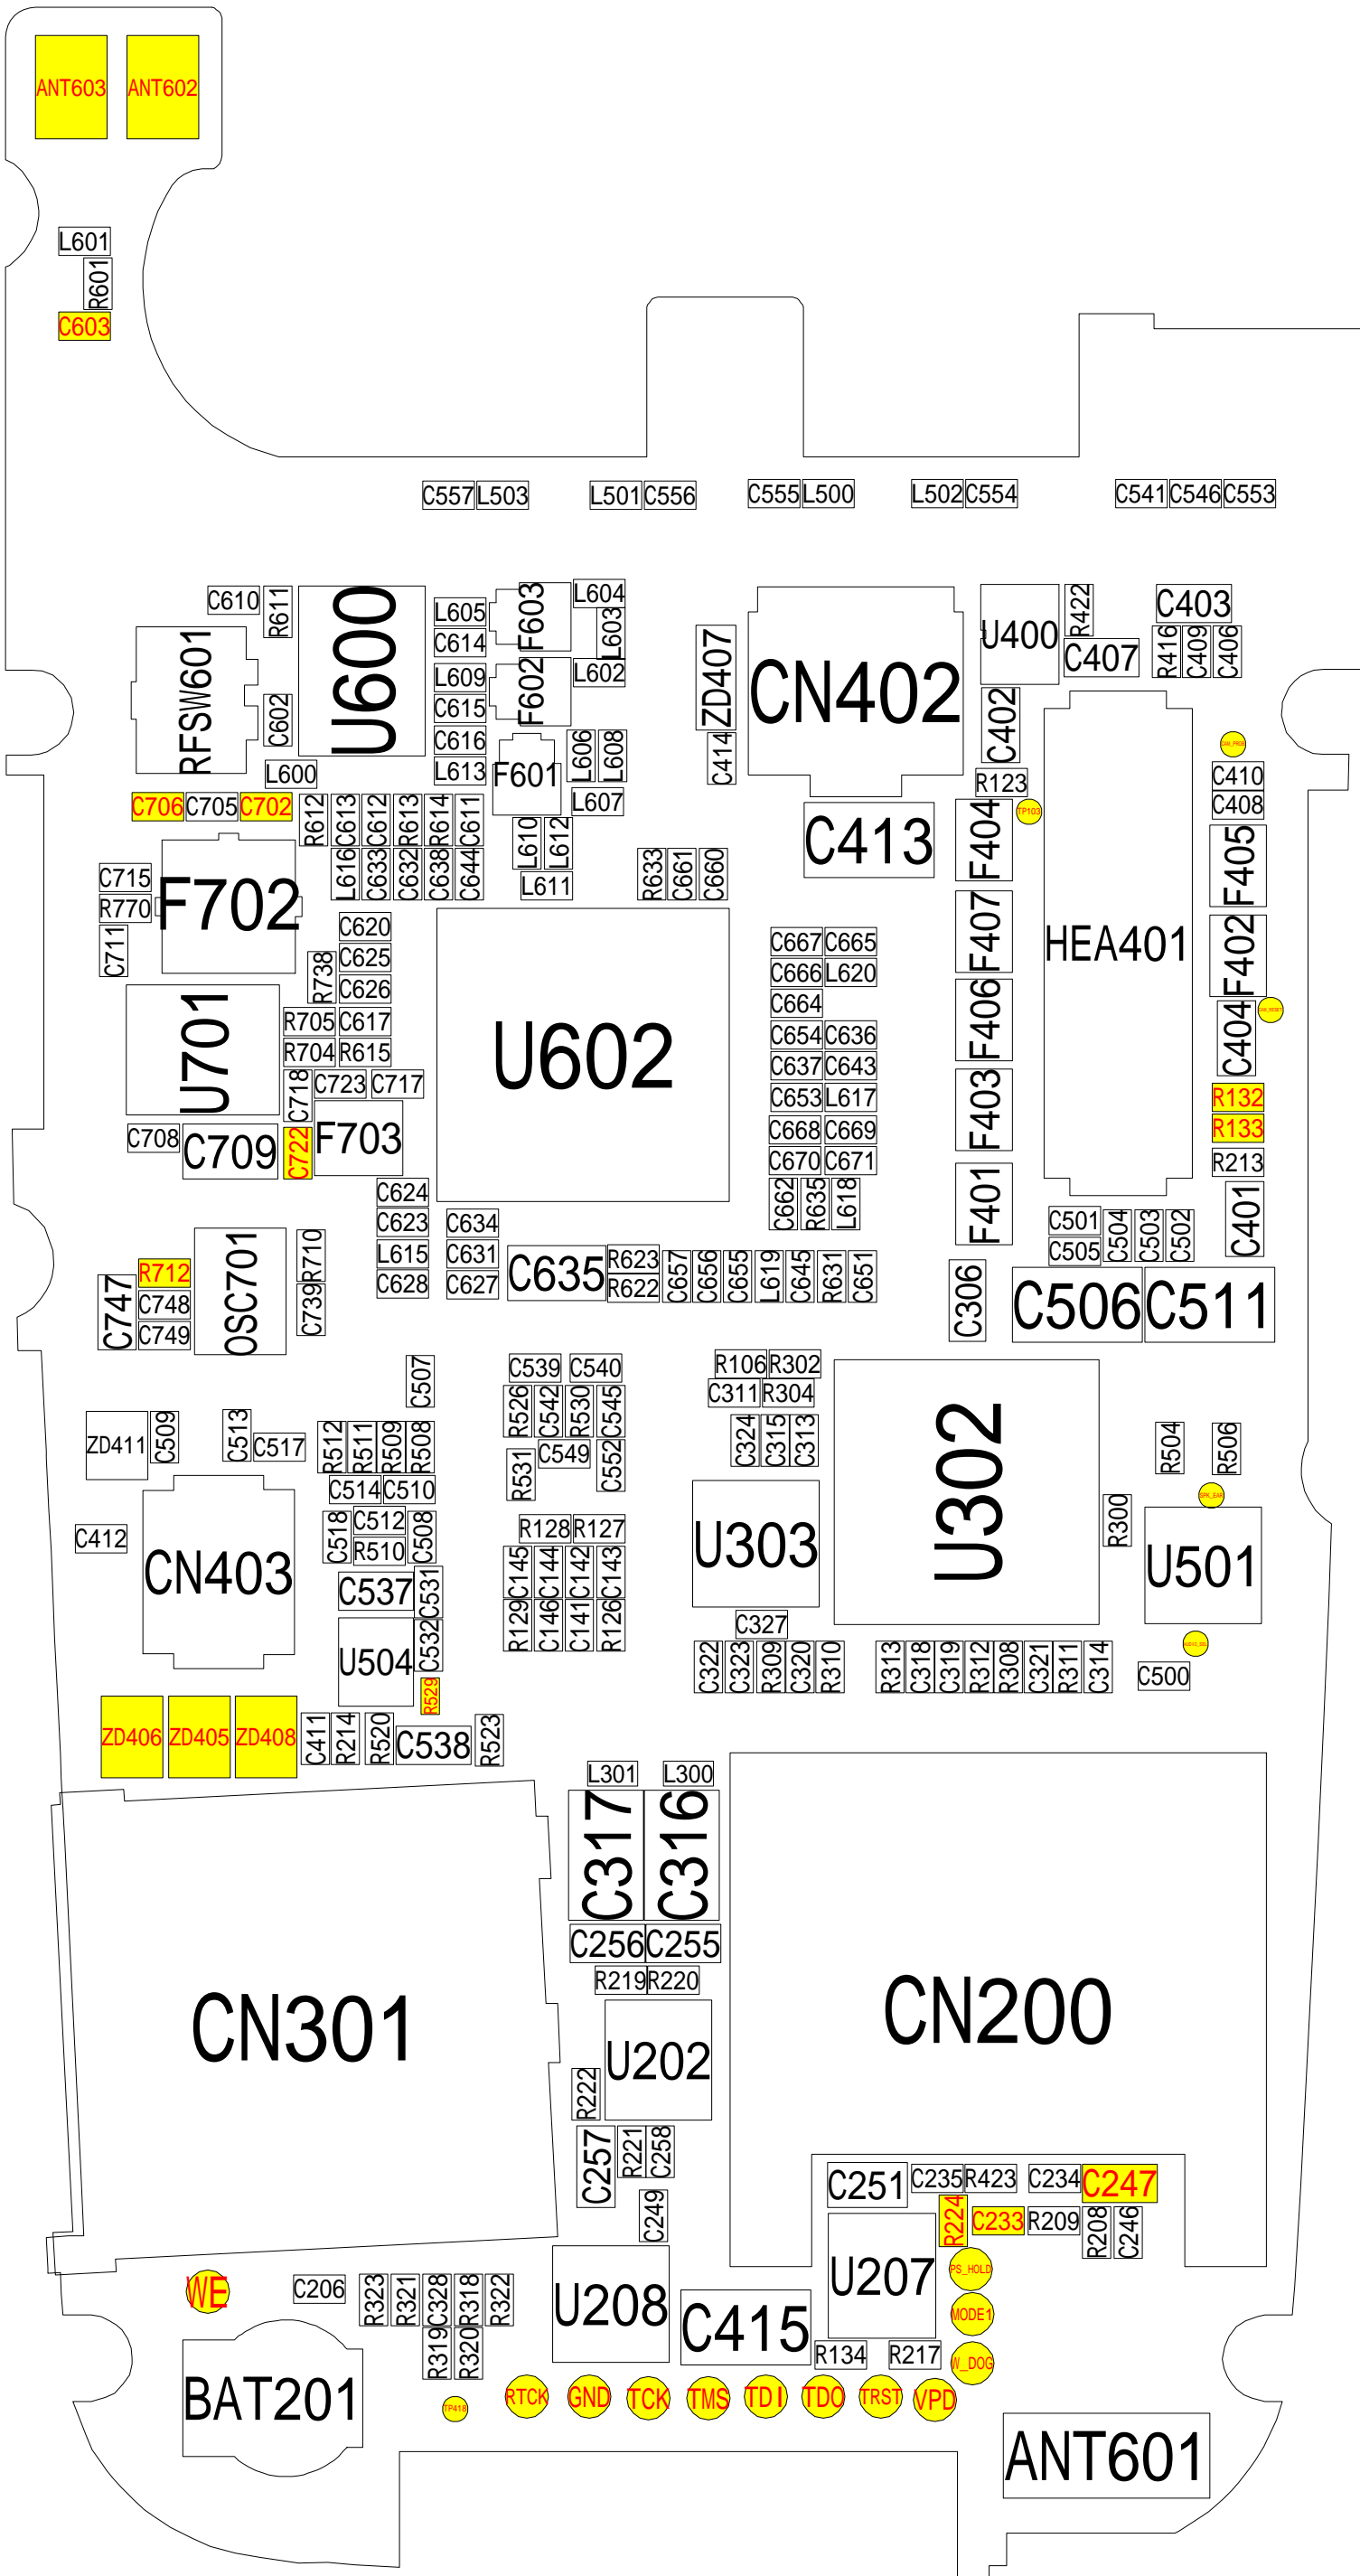 ANT603 ANT602
L601
R601
C603
C557 L503 L501 C556 C555 L500 L502 C554 C541 C546 C553
C610 R611 U600 L605 F603 L604 L603 C614
RFSW601 C602 L609 F602 L602 C615 C616 F601 L606 L608
L600 L613 L607
ZD407 CN402 C414 U400 R422 C407 C403 R416 C409 C406
C402 R123 TP103 C410 C408
C706 C705 C702 R612 C613 C612 R613 R614 C611
L616 C633 C632 C638 C644 L610 L612 L611
R633 C661 C660 C413 F404 F405
C715 R770 F702 C711
C620 C625 R738 C626
U701 R705 C617 R704 R615
C718 C723 C717
C708 C709 C722 F703
U602
C667 C665
C666 L620
C664
C654 C636
C637 C643
C653 L617
C668 C669
C670 C671
C662 R635 L618
F407 HEA401 F402
F406 C404
F403 R132
R133
R213
F401 C401
C501 C504 C503 C502
C505
C624
C623 C634
L615 C631
C628 C627
C635 R623 R622 C657 C656 C655 L619 C645 R631 C651
C306 C506 C511
R712 OSC701 R710
C747 C748 C739
C749
C507 C539 C540
R526 C542 R530 C545
R531 C549 C552
R106 R302
C311 R304
C324 C315 C313
U302
R504 R506
ZD411 C509 C513 C517 R512 R511 R509 R508
C514 C510
C518 C512 C508
R510
C412 CN403
C537 C531
U504 C532
R529
R128 R127
C145 C144 C142 C143
R129 C146 C141 R126
U303
R300 U501
C327
C322 C323 R309 C320 R310 R313 C318 C319 R312 R308 C321 R311 C314
C500
ZD406 ZD405 ZD408 C411 R214 R520 C538 R523
L301 L300
C317 C316
C256 C255
R219 R220
CN301
CN200
U202
R222
C257 R221 C258
C249
C251 C235 R423 C234 C247
R224 C233 R209 R208 C246
U207 PS_HOLD
MODE1
W_DOG
WE C206 R323 R321 C328 R318 R322
R319 R320
U208 C415
R134 R217
BAT201
TP418 RTCK GND TCK TMS TDI TDO TRST VPD
ANT601